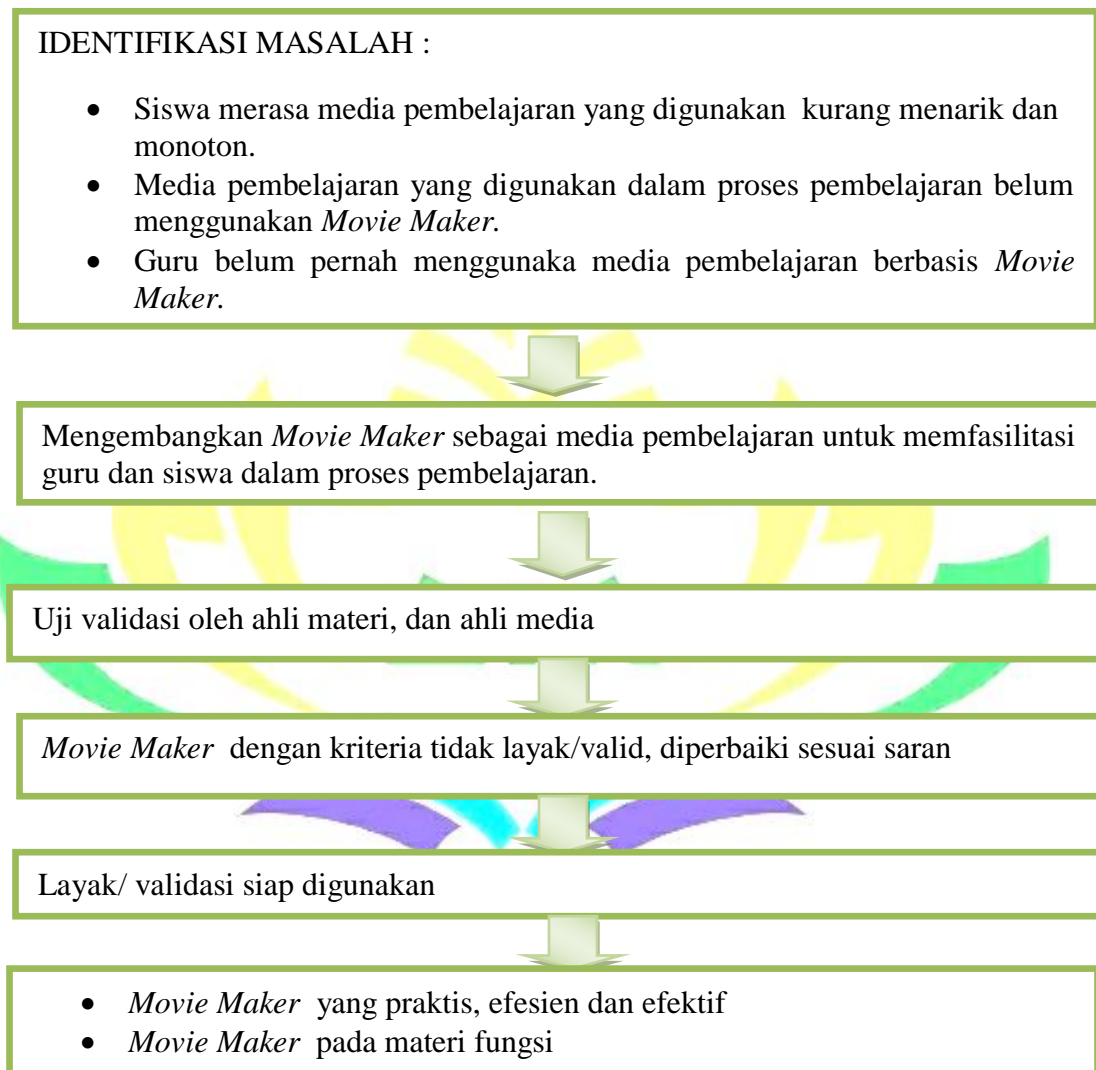 IDENTIFIKASI MASALAH :
• Siswa merasa media pembelajaran yang digunakan kurang menarik dan
monoton.
• Media pembelajaran yang digunakan dalam proses pembelajaran belum
menggunakan Movie Maker.
• Guru belum pernah menggunaka media pembelajaran berbasis Movie
Maker.
Mengembangkan Movie Maker sebagai media pembelajaran untuk memfasilitasi
guru dan siswa dalam proses pembelajaran.
Uji validasi oleh ahli materi, dan ahli media
Movie Maker dengan kriteria tidak layak/valid, diperbaiki sesuai saran
Layak/ validasi siap digunakan
• Movie Maker yang praktis, efesien dan efektif
• Movie Maker pada materi fungsi